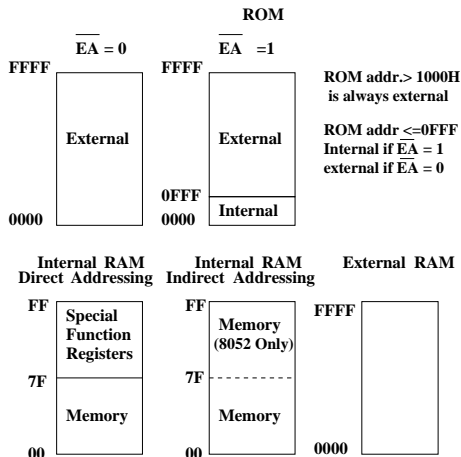 ROM
EA = 0
EA =1
FFFF
FFFF
ROM addr.> 1000H
is always external
External
External
ROM addr <=0FFF
Internal if EA = 1
external if EA = 0
0FFF
Internal
0000
0000
Internal RAM
Direct Addressing
Internal RAM
Indirect Addressing
External RAM
FF
Special
Function
Registers
FF
Memory
(8052 Only)
FFFF
7F
7F
Memory
Memory
00
00
0000